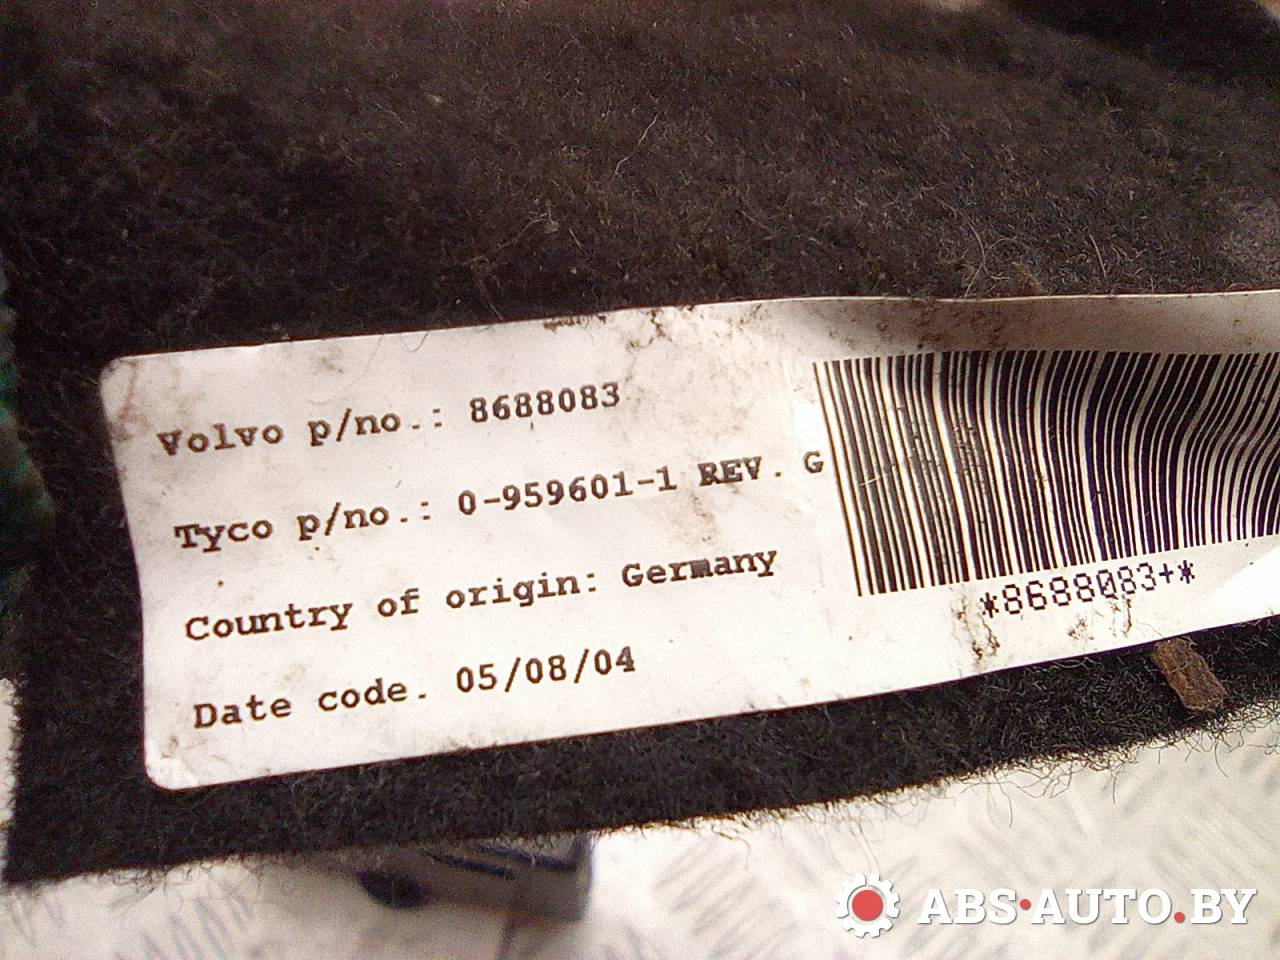 Volvo p/no.: 8688083
Tyco p/no.: 0-959601-1 REV. G
Country of origin: Germany
Date code. 05/08/04
*8688083+*
ABS·AUTO.BY